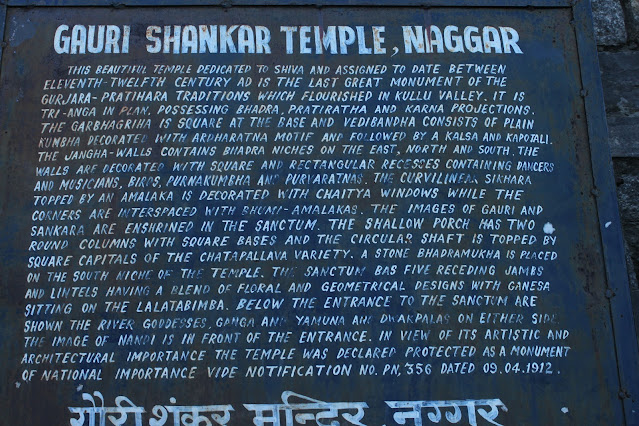 GAURI SHANKAR TEMPLE, NAGGAR
THIS BEAUTIFUL TEMPLE DEDICATED TO SHIVA AND ASSIGNED TO DATE BETWEEN
ELEVENTH-TWELFTH CENTURY AD IS THE LAST GREAT MONUMENT OF THE
GURJARA-PRATIHARA TRADITIONS WHICH FLOURISHED IN KULLU VALLEY. IT IS
TRI-ANGA IN PLAN, POSSESSING BHADRA, PRATIRATHA AND KARNA PROJECTIONS.
THE GARBHAGRIHA IS SQUARE AT THE BASE AND VEDIBANDHA CONSISTS OF PLAIN
KUMBHA DECORATED WITH ARDHARATNA MOTIF AND FOLLOWED BY A KALSA AND KAPOTALI.
THE JANGHA-WALLS CONTAINS BHADRA NICHES ON THE EAST, NORTH AND SOUTH. THE
WALLS ARE DECORATED WITH SQUARE AND RECTANGULAR RECESSES CONTAINING DANCERS
AND MUSICIANS, BIRDS, PURNAKUMBHA AND PURVARATNAS. THE CURVILINEAR SIKHARA
TOPPED BY AN AMALAKA IS DECORATED WITH CHAITYA WINDOWS WHILE THE
CORNERS ARE INTERSPACED WITH BHUMI-AMALAKAS. THE IMAGES OF GAURI AND
SANKARA ARE ENSHRINED IN THE SANCTUM. THE SHALLOW PORCH HAS TWO
ROUND COLUMNS WITH SQUARE BASES AND THE CIRCULAR SHAFT IS TOPPED BY
SQUARE CAPITALS OF THE CHATAPALLAVA VARIETY. A STONE BHADRAMUKHA IS PLACED
ON THE SOUTH NICHE OF THE TEMPLE. THE SANCTUM BAS FIVE RECEDING JAMBS
AND LINTELS HAVING A BLEND OF FLORAL AND GEOMETRICAL DESIGNS WITH GANESA
SITTING ON THE LALATABIMBA. BELOW THE ENTRANCE TO THE SANCTUM ARE
SHOWN THE RIVER GODDESSES, GANGA AND YAMUNA AND DWARPALAS ON EITHER SIDE.
THE IMAGE OF NANDI IS IN FRONT OF THE ENTRANCE. IN VIEW OF ITS ARTISTIC AND
ARCHITECTURAL IMPORTANCE THE TEMPLE WAS DECLARED PROTECTED AS A MONUMENT
OF NATIONAL IMPORTANCE VIDE NOTIFICATION NO. PN, 356 DATED 09.04.1912.
गौरी शंकर मन्दिर, नग्गर